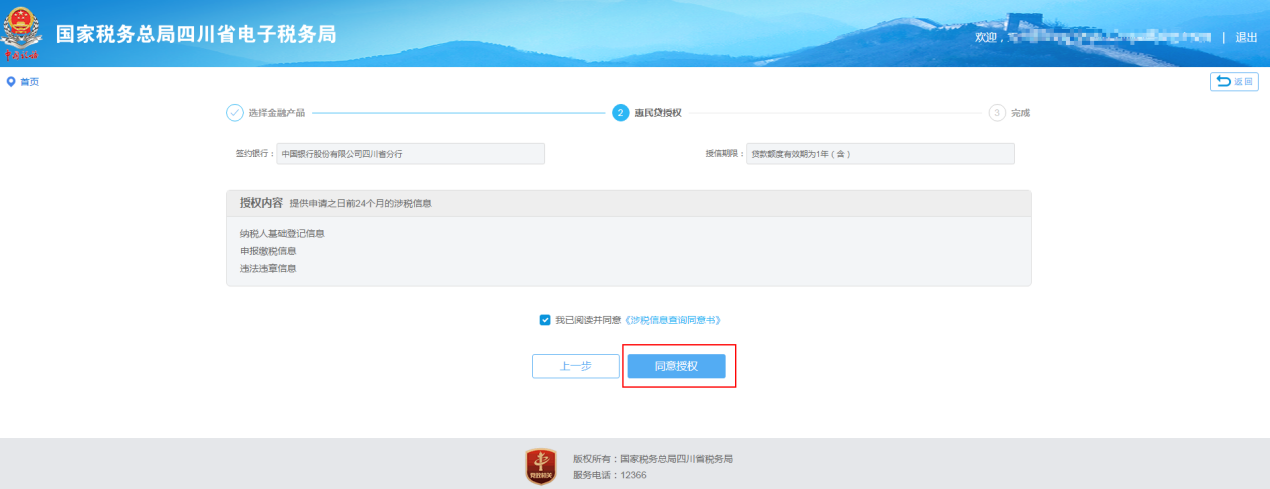 国家税务总局四川省电子税务局
欢迎， | 退出
中国税务
首页
返回
选择金融产品 2 惠民贷授权 3 完成
签约银行： 中国银行股份有限公司四川省分行 授信期限： 贷款额度有效期为1年（含）
授权内容 提供申请之日前24个月的涉税信息
纳税人基础登记信息
申报缴税信息
违法违章信息
我已阅读并同意《涉税信息查询同意书》
上一步 同意授权
版权所有：国家税务总局四川省税务局
党政机关
服务电话：12366